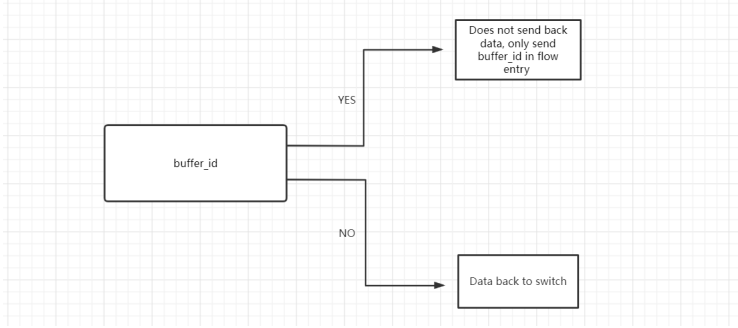 Does not send back
data, only send
buffer_id in flow
entry
YES
buffer_id
NO
Data back to switch